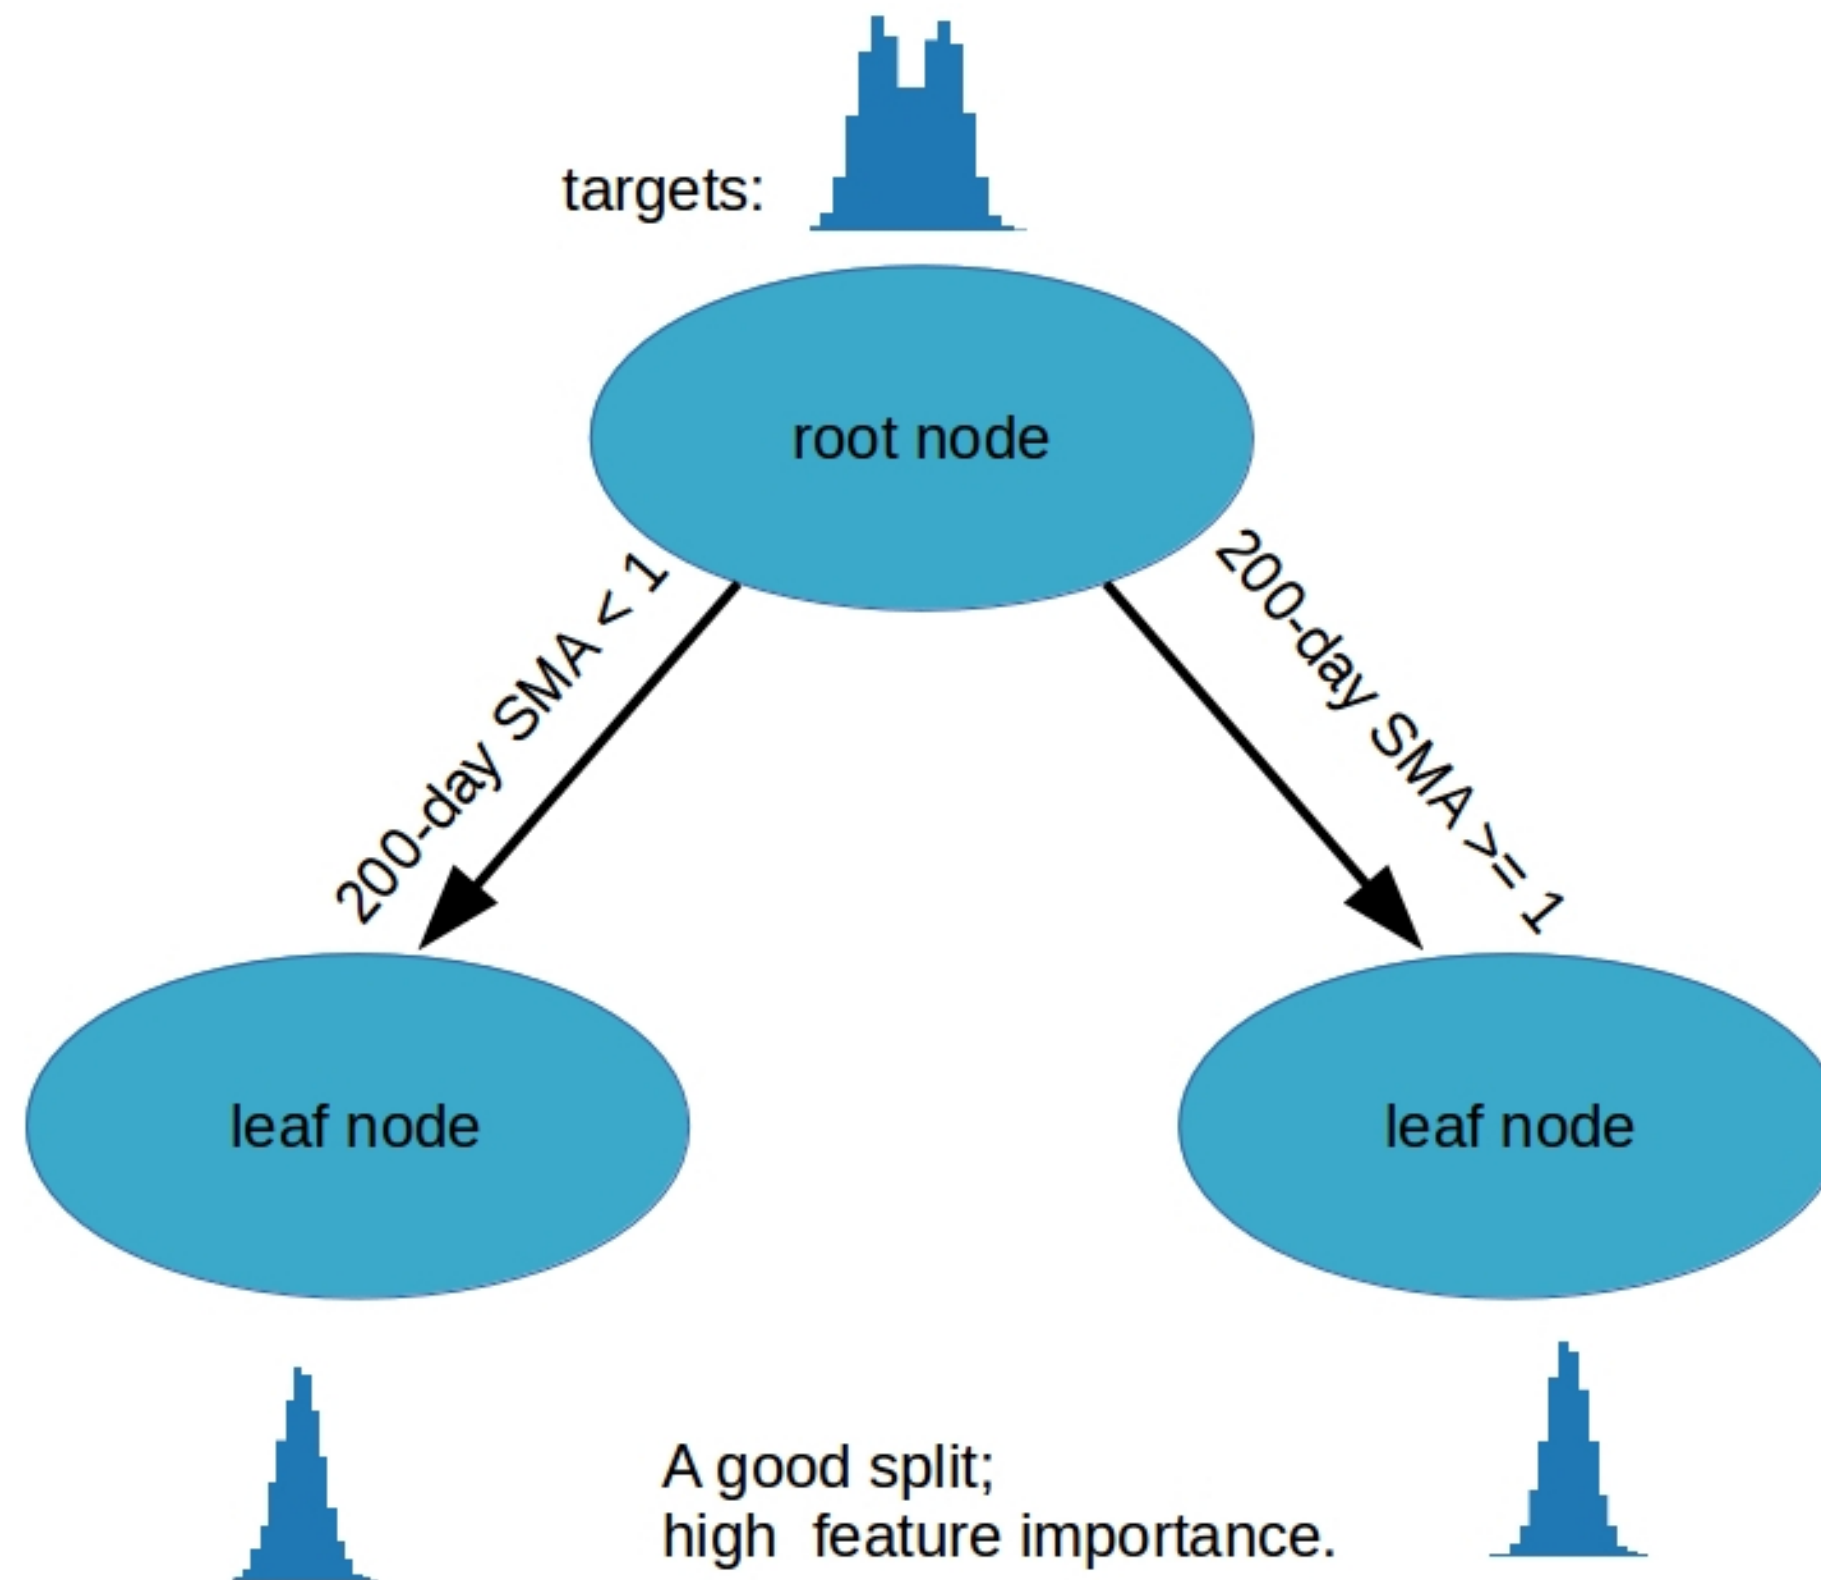 targets:
root node
200-day SMA < 1
200-day SMA >= 1
leaf node
leaf node
A good split;
high  feature importance.